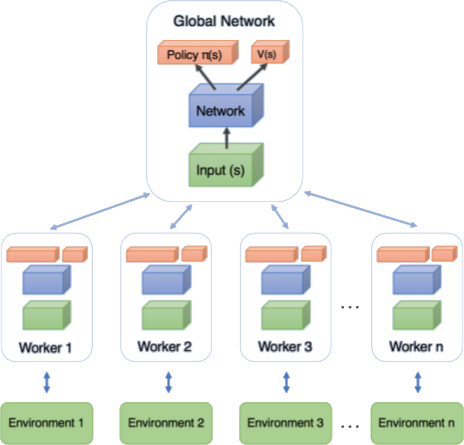 Global Network
Policy π(s)
V(s)
Network
Input (s)
Worker 1
Worker 2
Worker 3
...
Worker n
Environment 1
Environment 2
Environment 3
...
Environment n